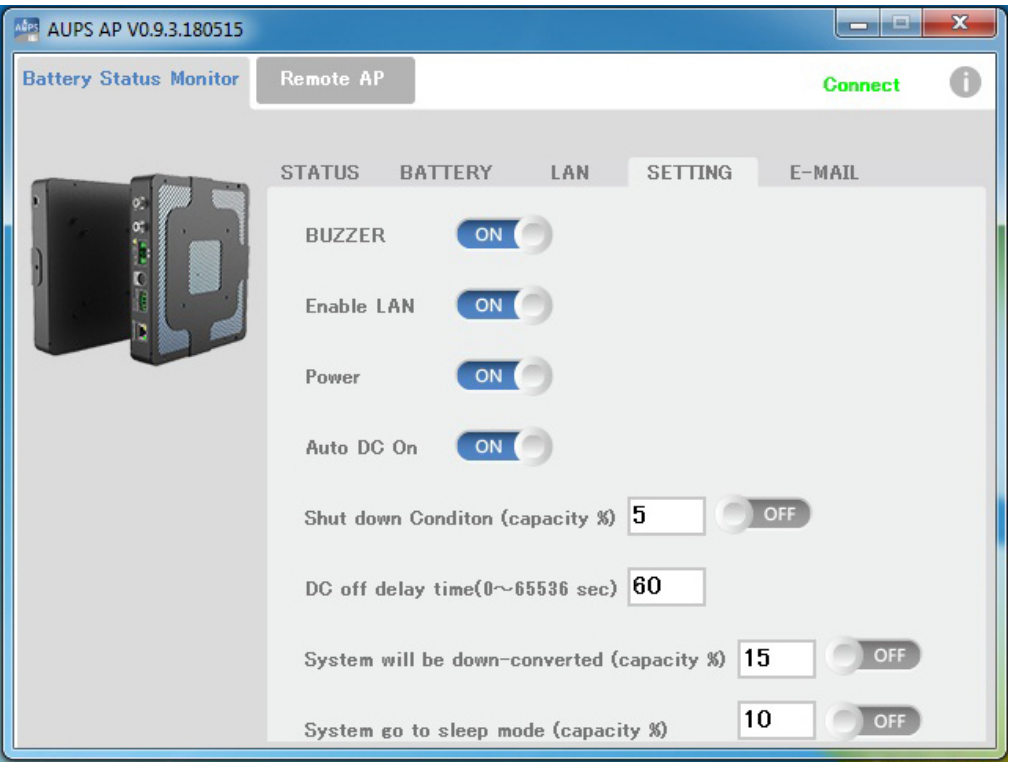 AUPS AP V0.9.3.180515
Battery Status Monitor
Remote AP
Connect
i
STATUS BATTERY LAN SETTING E-MAIL
BUZZER ON
Enable LAN ON
Power ON
Auto DC On ON
Shut down Conditon (capacity %) 5 OFF
DC off delay time(0～65536 sec) 60
System will be down-converted (capacity %) 15 OFF
System go to sleep mode (capacity %) 10 OFF